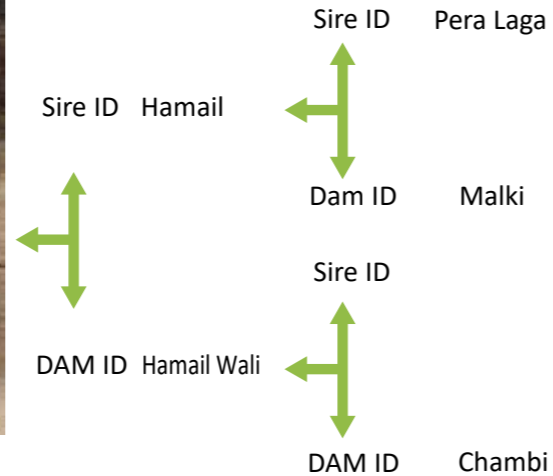 Sire ID Pera Laga
Sire ID Hamail
Dam ID Malki
Sire ID
DAM ID Hamail Wali
DAM ID Chambi